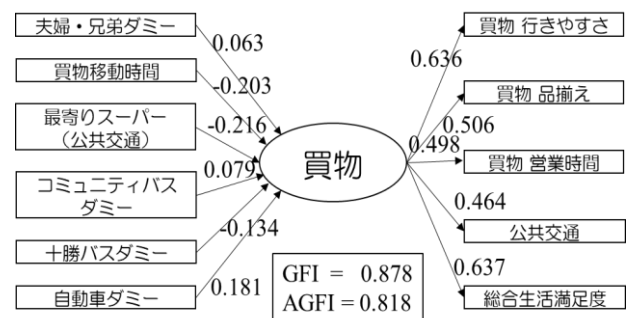 夫婦・兄弟ダミー
0.063
買物移動時間
-0.203
最寄りスーパー
（公共交通）
-0.216
コミュニティバス
ダミー
0.079
十勝バスダミー
-0.134
自動車ダミー
0.181
買物
GFI = 0.878
AGFI = 0.818
買物 行きやすさ
0.636
買物 品揃え
0.506
買物 営業時間
0.498
公共交通
0.464
総合生活満足度
0.637